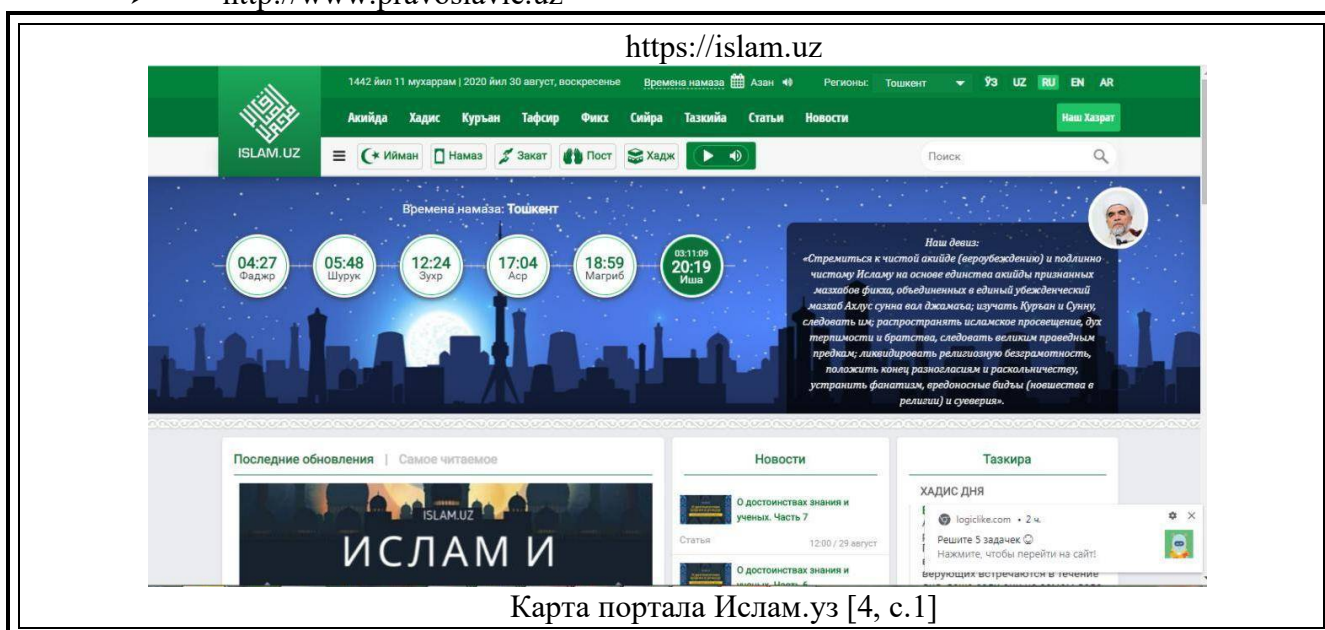 http://www.pravoslavie.uz
https://islam.uz
1442 йил 11 мухаррам | 2020 йил 30 август, воскресенье Времена намаза Азан Регионы: Тошкент ЎЗ UZ RU EN AR
Акийда Хадис Куръан Тафсир Фикх Сийра Тазкийа Статьи Новости Наш Хазрат
ISLAM.UZ
Ийман Намаз Закат Пост Хадж Поиск
Времена намаза: Тошкент
04:27 Фаджр
05:48 Шурук
12:24 Зухр
17:04 Аср
18:59 Магриб
03:11:09
20:19
Иша
Наш девиз:
«Стремиться к чистой акийде (вероубеждению) и подлинно
чистому Исламу на основе единства акийды признанных
мазхабов фикха, объединенных в единый убежденческий
мазхаб Ахлус сунна вал джамаъа; изучать Куръан и Сунну,
следовать им; распространять исламское просвещение, дух
терпимости и братства, следовать великим праведным
предкам; ликвидировать религиозную безграмотность,
положить конец разногласиям и раскольничеству,
устранить фанатизм, вредоносные бидъы (новшества в
религии) и суеверия».
Последние обновления | Самое читаемое
ISLAM.UZ
ИСЛАМ И
Новости
О достоинствах знания и
ученых. Часть 7
Статья 12:00 / 29 август
О достоинствах знания и
Тазкира
ХАДИС ДНЯ
logiclike.com • 2 ч.
Решите 5 задачек
Нажмите, чтобы перейти на сайт!
верующих встречаются в течение
Карта портала Ислам.уз [4, с.1]